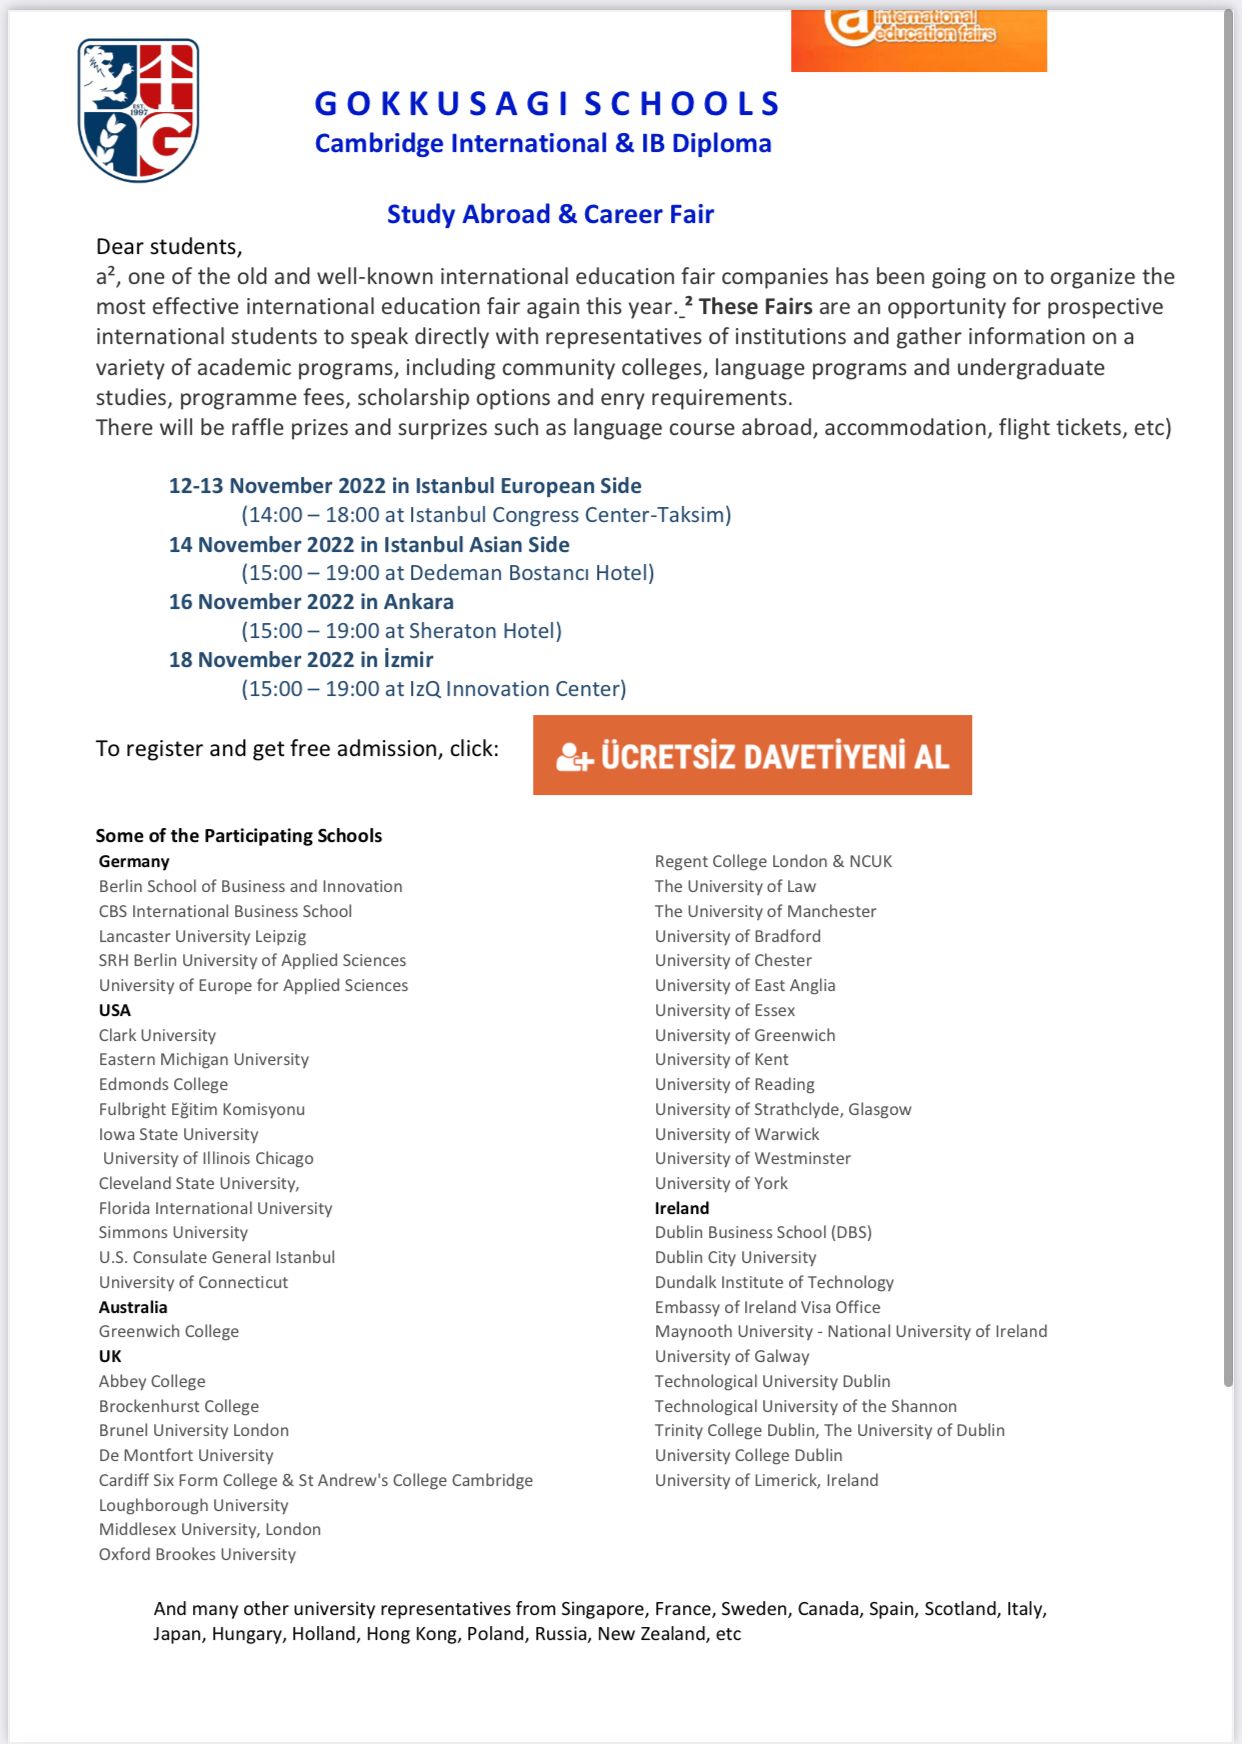 international
education fairs
EST.
1997
G O K K U S A G I  S C H O O L S
Cambridge International & IB Diploma
Study Abroad & Career Fair
Dear students,
a², one of the old and well-known international education fair companies has been going on to organize the
most effective international education fair again this year. ² These Fairs are an opportunity for prospective
international students to speak directly with representatives of institutions and gather information on a
variety of academic programs, including community colleges, language programs and undergraduate
studies, programme fees, scholarship options and enry requirements.
There will be raffle prizes and surprizes such as language course abroad, accommodation, flight tickets, etc)
12-13 November 2022 in Istanbul European Side
(14:00 – 18:00 at Istanbul Congress Center-Taksim)
14 November 2022 in Istanbul Asian Side
(15:00 – 19:00 at Dedeman Bostancı Hotel)
16 November 2022 in Ankara
(15:00 – 19:00 at Sheraton Hotel)
18 November 2022 in İzmir
(15:00 – 19:00 at IzQ Innovation Center)
To register and get free admission, click:
ÜCRETSİZ DAVETİYENİ AL
Some of the Participating Schools
Germany
Berlin School of Business and Innovation
CBS International Business School
Lancaster University Leipzig
SRH Berlin University of Applied Sciences
University of Europe for Applied Sciences
USA
Clark University
Eastern Michigan University
Edmonds College
Fulbright Eğitim Komisyonu
Iowa State University
University of Illinois Chicago
Cleveland State University,
Florida International University
Simmons University
U.S. Consulate General Istanbul
University of Connecticut
Australia
Greenwich College
UK
Abbey College
Brockenhurst College
Brunel University London
De Montfort University
Cardiff Six Form College & St Andrew's College Cambridge
Loughborough University
Middlesex University, London
Oxford Brookes University
Regent College London & NCUK
The University of Law
The University of Manchester
University of Bradford
University of Chester
University of East Anglia
University of Essex
University of Greenwich
University of Kent
University of Reading
University of Strathclyde, Glasgow
University of Warwick
University of Westminster
University of York
Ireland
Dublin Business School (DBS)
Dublin City University
Dundalk Institute of Technology
Embassy of Ireland Visa Office
Maynooth University - National University of Ireland
University of Galway
Technological University Dublin
Technological University of the Shannon
Trinity College Dublin, The University of Dublin
University College Dublin
University of Limerick, Ireland
And many other university representatives from Singapore, France, Sweden, Canada, Spain, Scotland, Italy,
Japan, Hungary, Holland, Hong Kong, Poland, Russia, New Zealand, etc